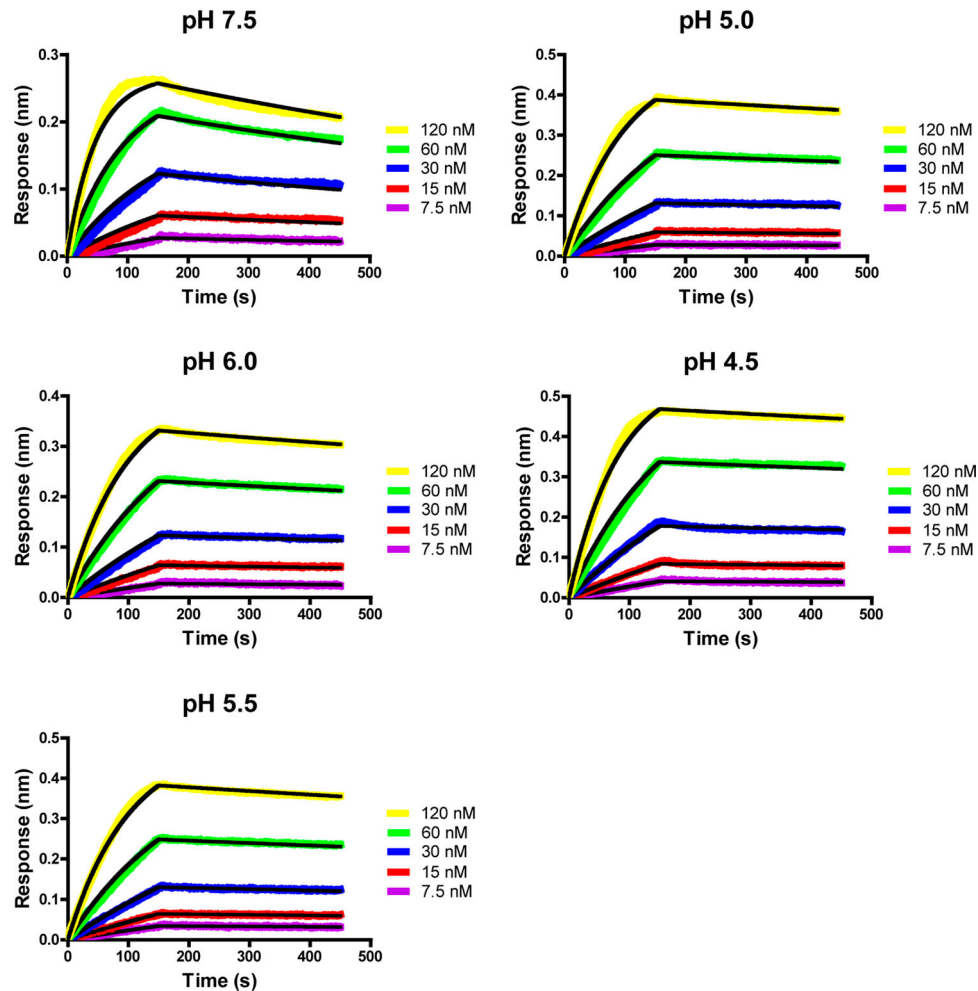 pH 7.5
Response (nm)
0.3
0.2
0.1
0.0
0 100 200 300 400 500
Time (s)
120 nM
60 nM
30 nM
15 nM
7.5 nM
pH 5.0
Response (nm)
0.5
0.4
0.3
0.2
0.1
0.0
0 100 200 300 400 500
Time (s)
120 nM
60 nM
30 nM
15 nM
7.5 nM
pH 6.0
Response (nm)
0.4
0.3
0.2
0.1
0.0
0 100 200 300 400 500
Time (s)
120 nM
60 nM
30 nM
15 nM
7.5 nM
pH 4.5
Response (nm)
0.5
0.4
0.3
0.2
0.1
0.0
0 100 200 300 400 500
Time (s)
120 nM
60 nM
30 nM
15 nM
7.5 nM
pH 5.5
Response (nm)
0.5
0.4
0.3
0.2
0.1
0.0
0 100 200 300 400 500
Time (s)
120 nM
60 nM
30 nM
15 nM
7.5 nM